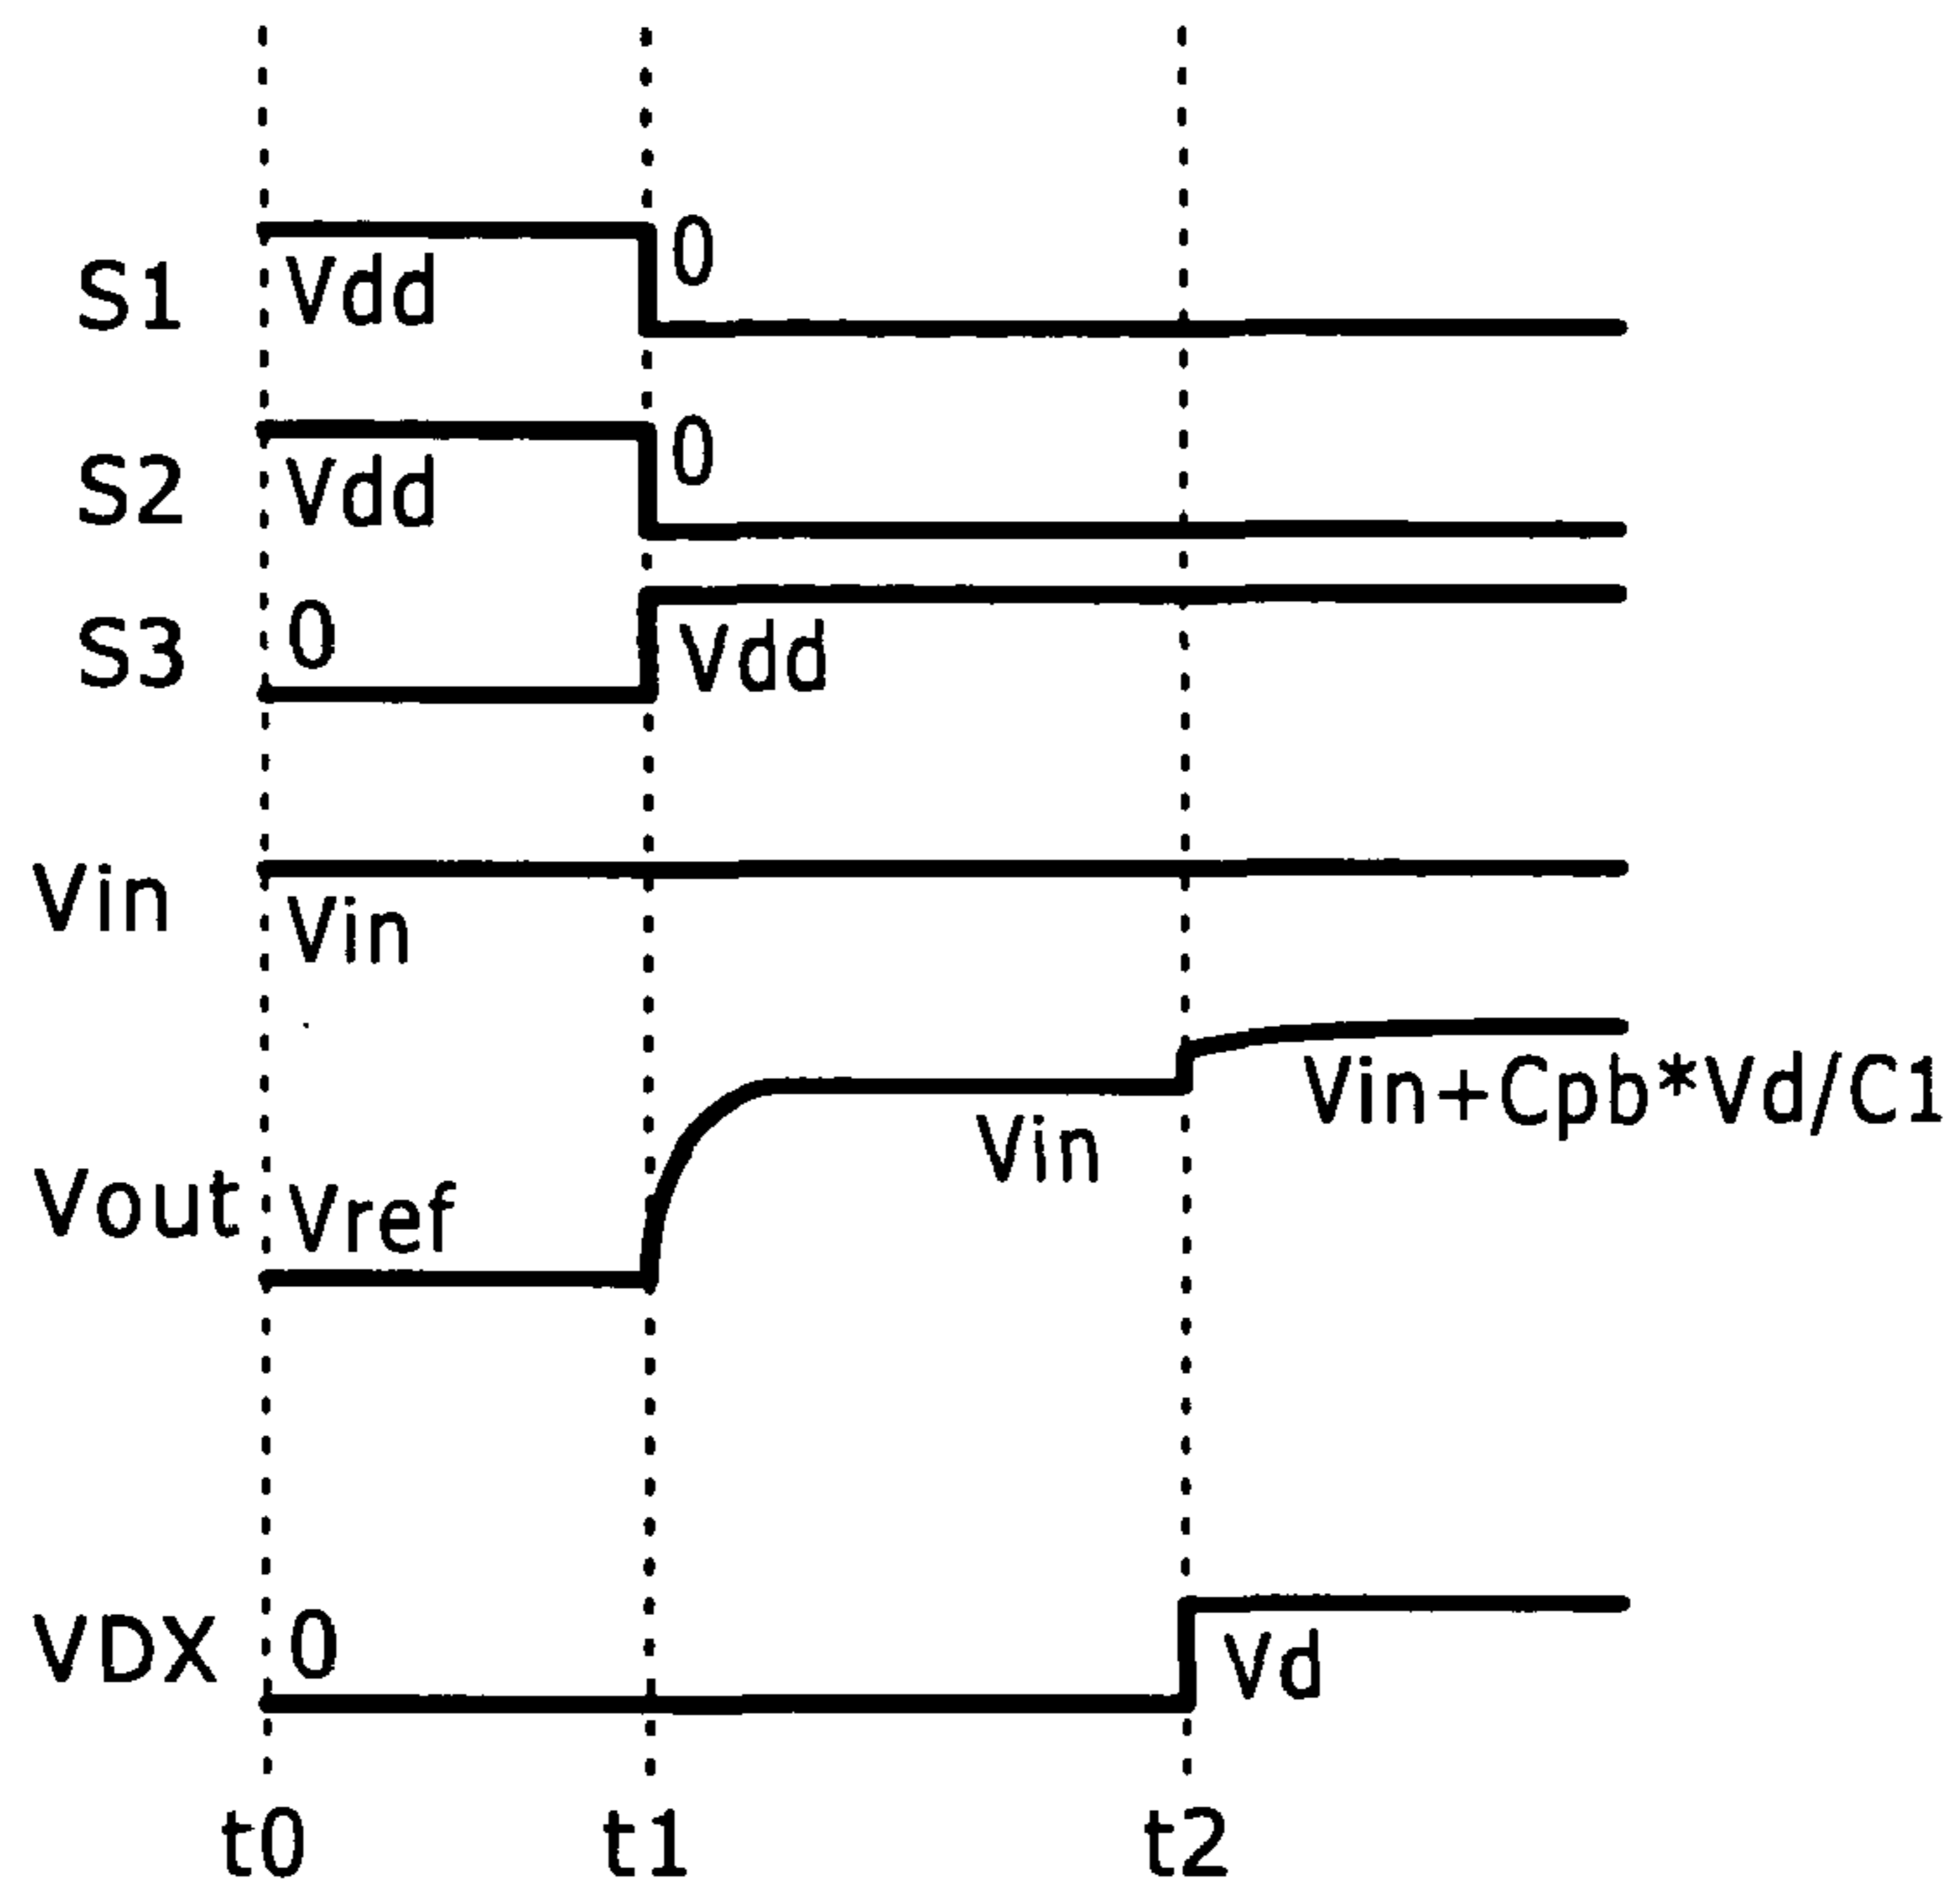 S1 Vdd 0
S2 Vdd 0
S3 0 Vdd
Vin Vin
Vout Vref Vin Vin+Cpb*Vd/C1
VDX 0 Vd
t0 t1 t2